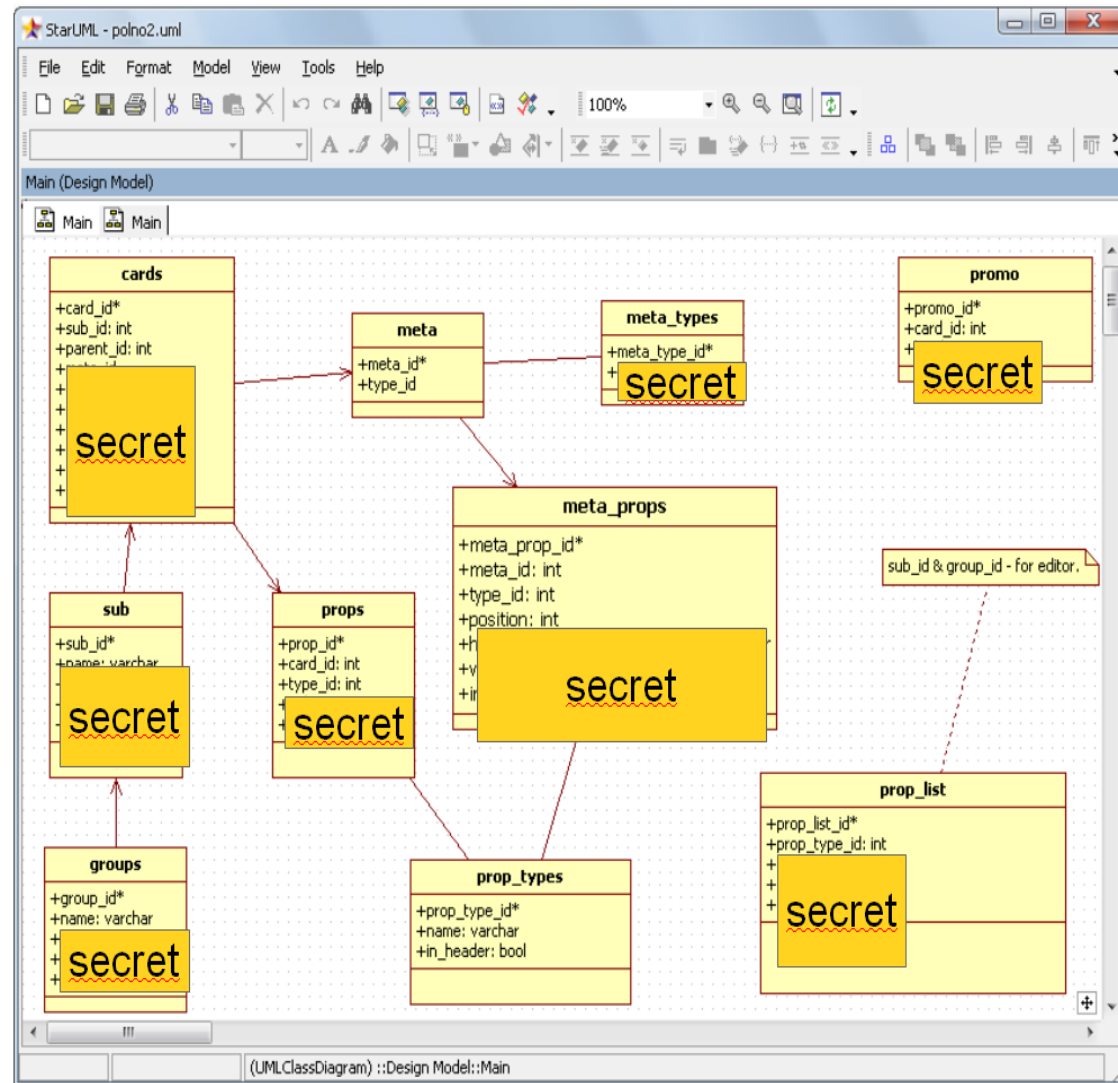 StarUML - polno2.uml
File Edit Format Model View Tools Help
100%
Main (Design Model)
Main Main
cards
+card_id*
+sub_id: int
+parent_id: int
secret
meta
+meta_id*
+type_id
meta_types
+meta_type_id*
secret
promo
+promo_id*
+card_id: int
secret
meta_props
+meta_prop_id*
+meta_id: int
+type_id: int
+position: int
secret
sub_id & group_id - for editor.
sub
+sub_id*
+name: varchar
secret
props
+prop_id*
+card_id: int
+type_id: int
secret
prop_list
+prop_list_id*
+prop_type_id: int
secret
groups
+group_id*
+name: varchar
secret
prop_types
+prop_type_id*
+name: varchar
+in_header: bool
(UMLClassDiagram) ::Design Model::Main